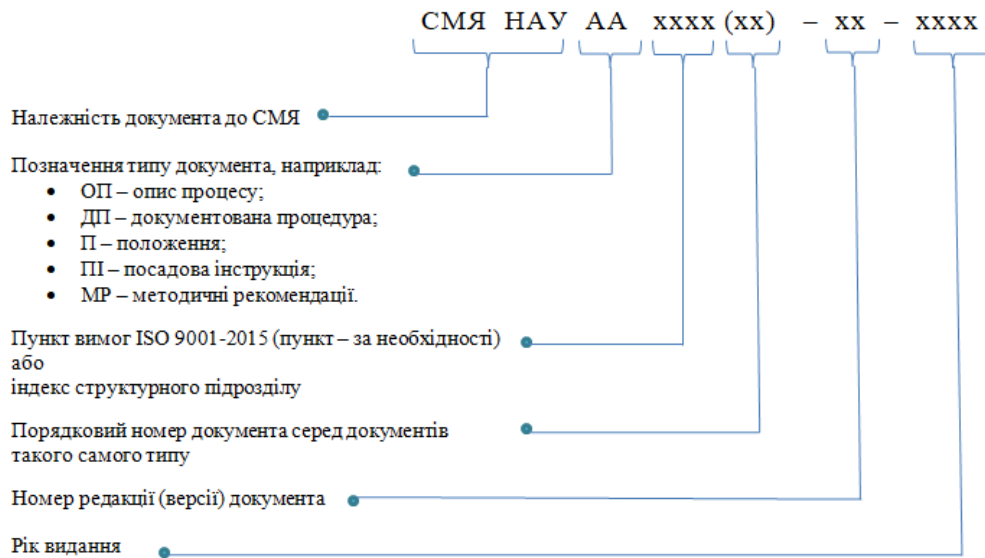 СМЯ НАУ АА хххх (хх) – хх – хххх
Належність документа до СМЯ
Позначення типу документа, наприклад:
• ОП – опис процесу;
• ДП – документована процедура;
• П – положення;
• ПІ – посадова інструкція;
• МР – методичні рекомендації.
Пункт вимог ISO 9001-2015 (пункт – за необхідності)
або
індекс структурного підрозділу
Порядковий номер документа серед документів
такого самого типу
Номер редакції (версії) документа
Рік видання